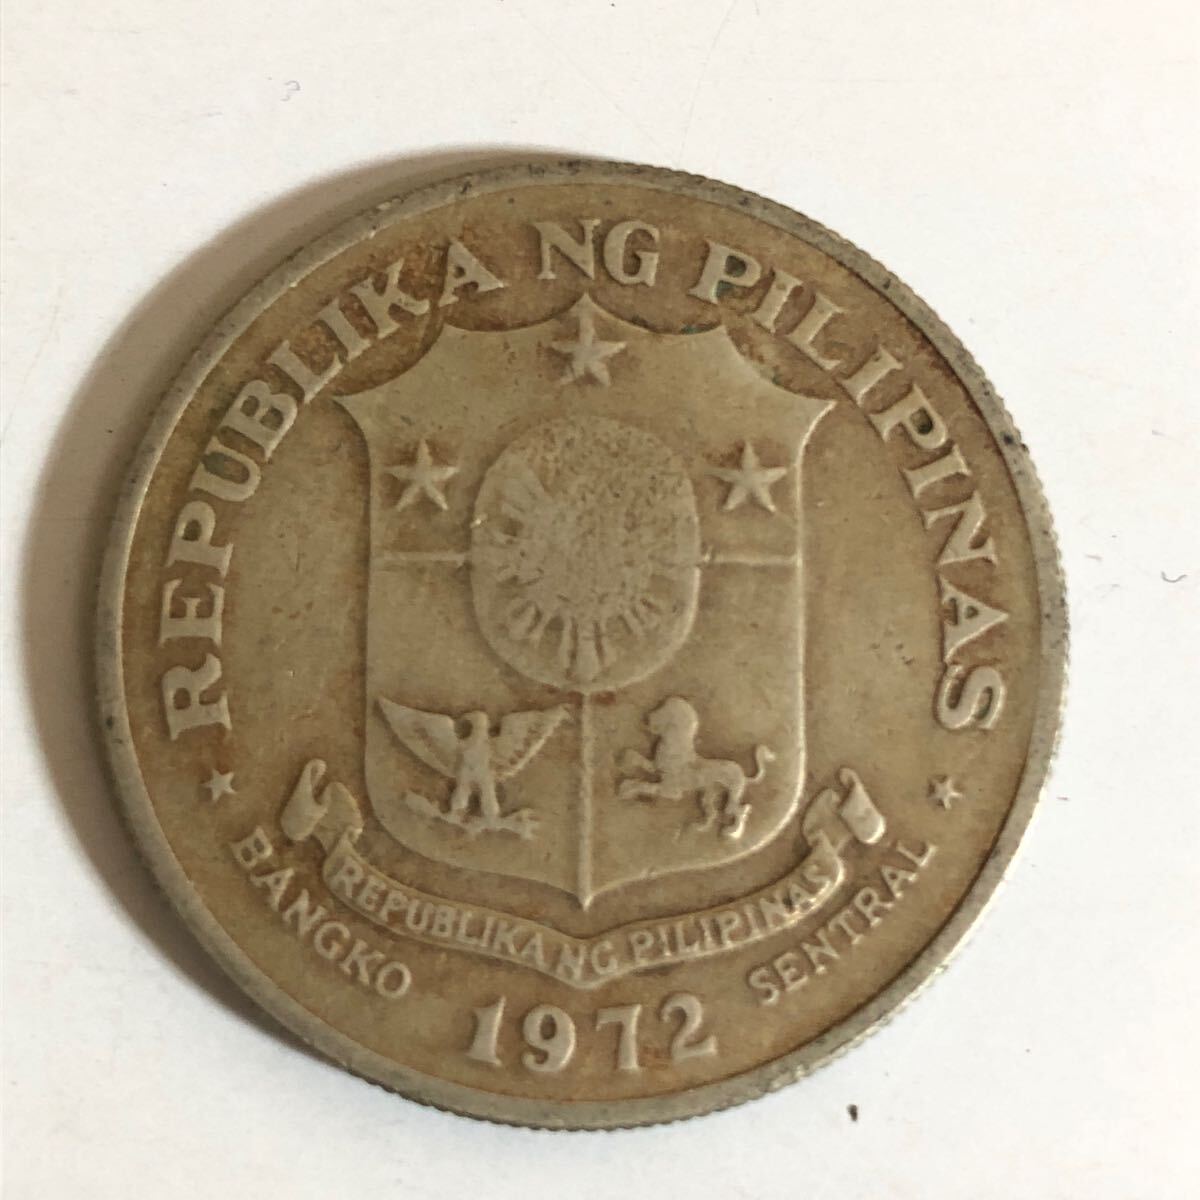 REPUBLIKA NG PILIPINAS
REPUBLIKA NG PILIPINAS
BANGKO SENTRAL
1972